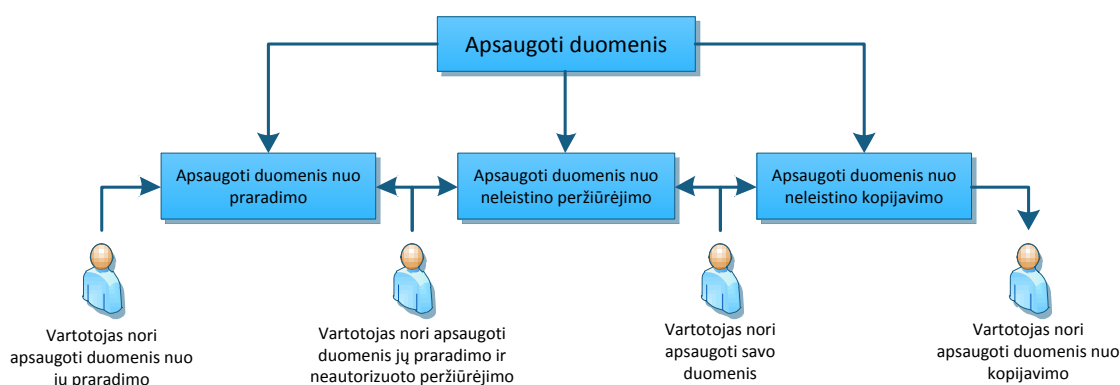 Apsaugoti duomenis
Apsaugoti duomenis nuo
praradimo
Apsaugoti duomenis nuo
neleistino peržiūrėjimo
Apsaugoti duomenis nuo
neleistino kopijavimo
Vartotojas nori
apsaugoti duomenis nuo
jų praradimo
Vartotojas nori apsaugoti
duomenis jų praradimo ir
neautorizuoto peržiūrėjimo
Vartotojas nori
apsaugoti savo
duomenis
Vartotojas nori
apsaugoti duomenis nuo
kopijavimo